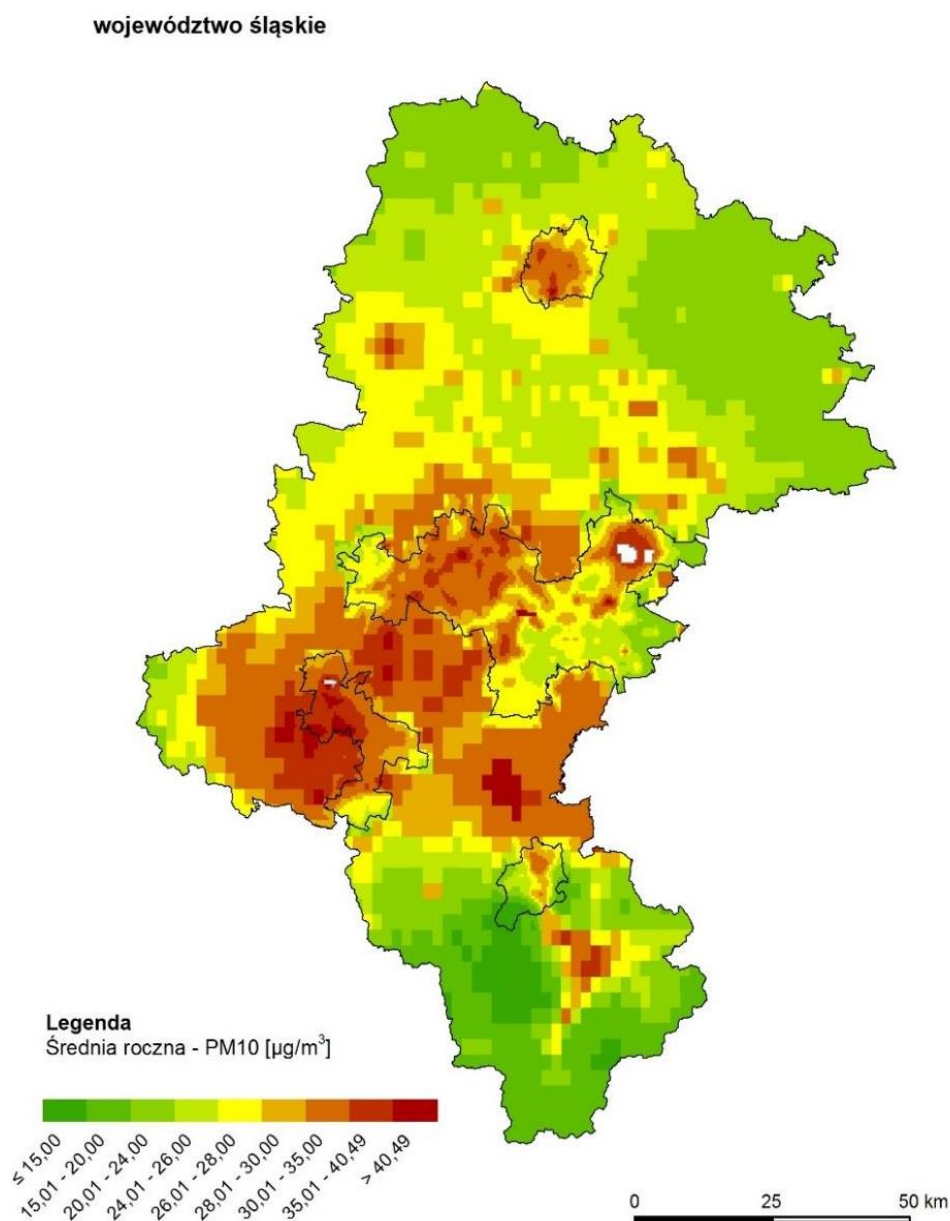 województwo śląskie
Legenda
Średnia roczna - PM10 [µg/m³]
≤ 15,00
15,01 - 20,00
20,01 - 24,00
24,01 - 26,00
26,01 - 28,00
28,01 - 30,00
30,01 - 35,00
35,01 - 40,49
> 40,49
0 25 50 km